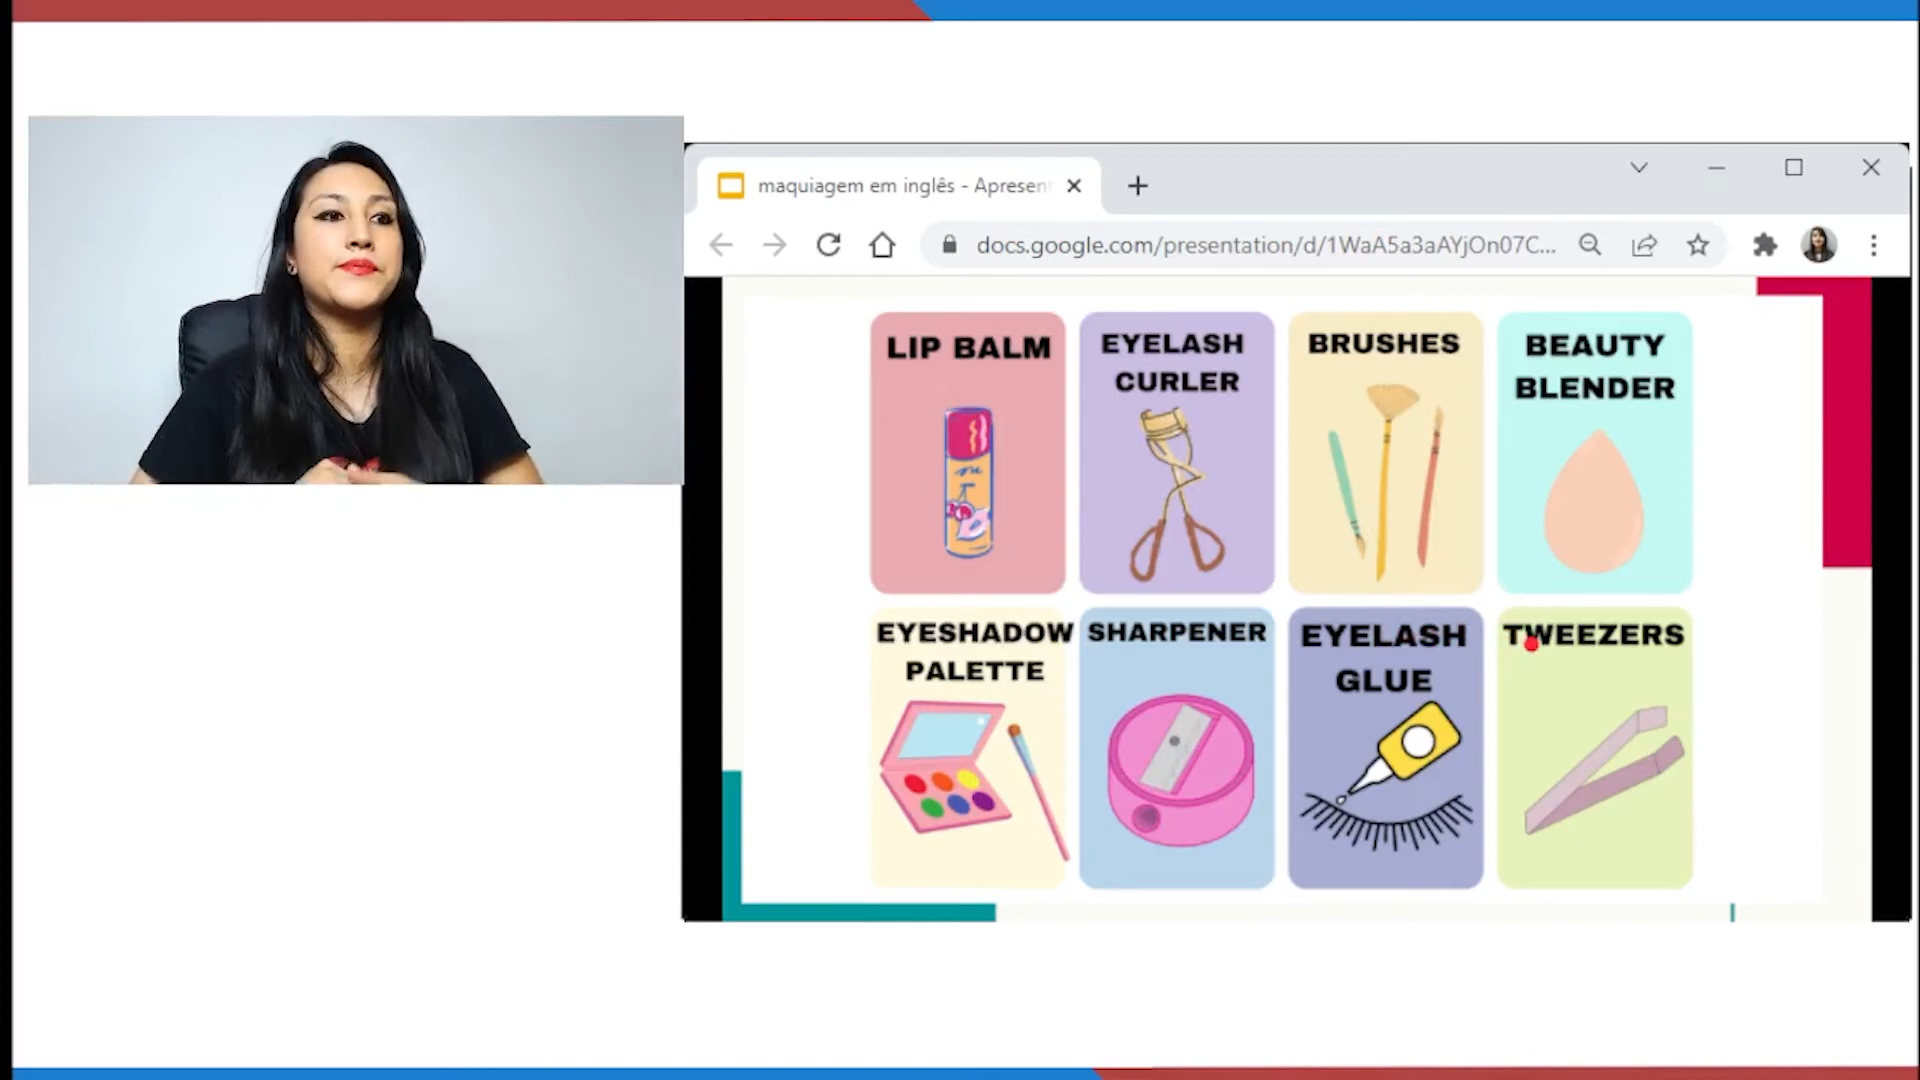 maquiagem em inglês - Apresen
docs.google.com/presentation/d/1WaA5a3aAYjOn07C...
LIP BALM
EYELASH
CURLER
BRUSHES
BEAUTY
BLENDER
EYESHADOW
PALETTE
SHARPENER
EYELASH
GLUE
TWEEZERS